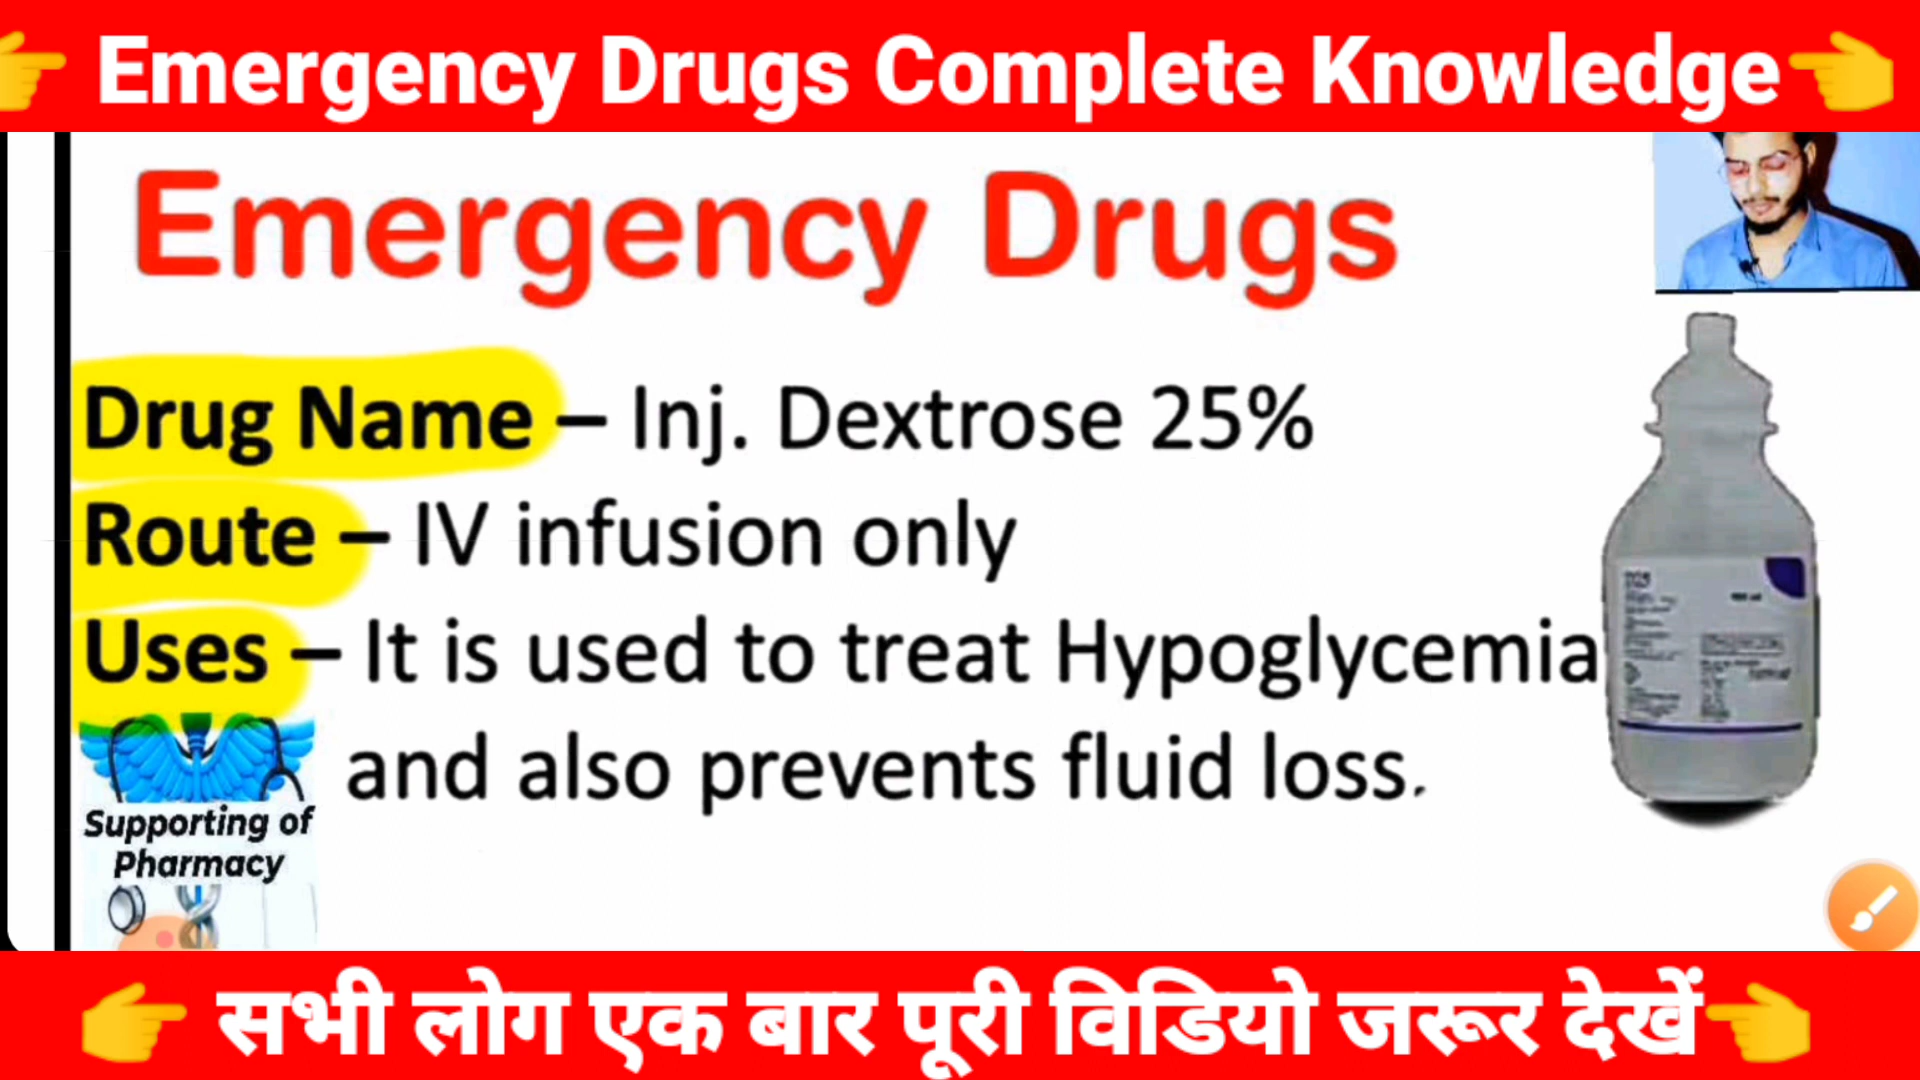 Emergency Drugs Complete Knowledge
Emergency Drugs
Drug Name – Inj. Dextrose 25%
Route – IV infusion only
Uses – It is used to treat Hypoglycemia
and also prevents fluid loss.
Supporting of
Pharmacy
सभी लोग एक बार पूरी विडियो जरूर देखें